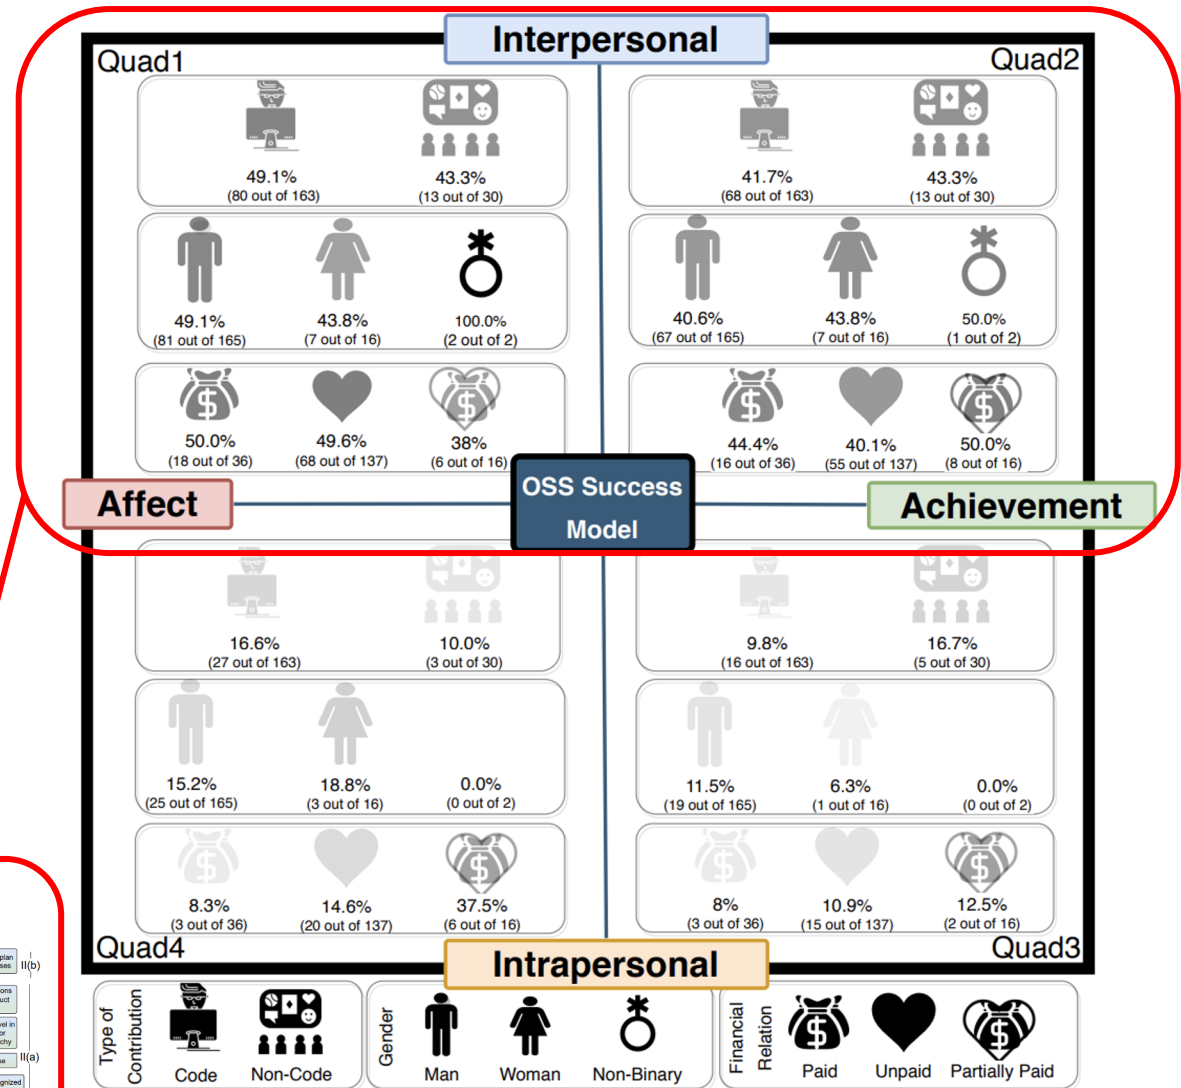 Interpersonal
Quad1
Quad2
49.1%
(80 out of 163)
43.3%
(13 out of 30)
41.7%
(68 out of 163)
43.3%
(13 out of 30)
49.1%
(81 out of 165)
43.8%
(7 out of 16)
100.0%
(2 out of 2)
40.6%
(67 out of 165)
43.8%
(7 out of 16)
50.0%
(1 out of 2)
50.0%
(18 out of 36)
49.6%
(68 out of 137)
38%
(6 out of 16)
44.4%
(16 out of 36)
40.1%
(55 out of 137)
50.0%
(8 out of 16)
Affect
OSS Success
Model
Achievement
16.6%
(27 out of 163)
10.0%
(3 out of 30)
9.8%
(16 out of 163)
16.7%
(5 out of 30)
15.2%
(25 out of 165)
18.8%
(3 out of 16)
0.0%
(0 out of 2)
11.5%
(19 out of 165)
6.3%
(1 out of 16)
0.0%
(0 out of 2)
8.3%
(3 out of 36)
14.6%
(20 out of 137)
37.5%
(6 out of 16)
8%
(3 out of 36)
10.9%
(15 out of 137)
12.5%
(2 out of 16)
Quad4
Quad3
Intrapersonal
plan
II(b)
II(a)
Type of
Contribution
Code
Non-Code
Gender
Man
Woman
Non-Binary
Financial
Relation
Paid
Unpaid
Partially Paid